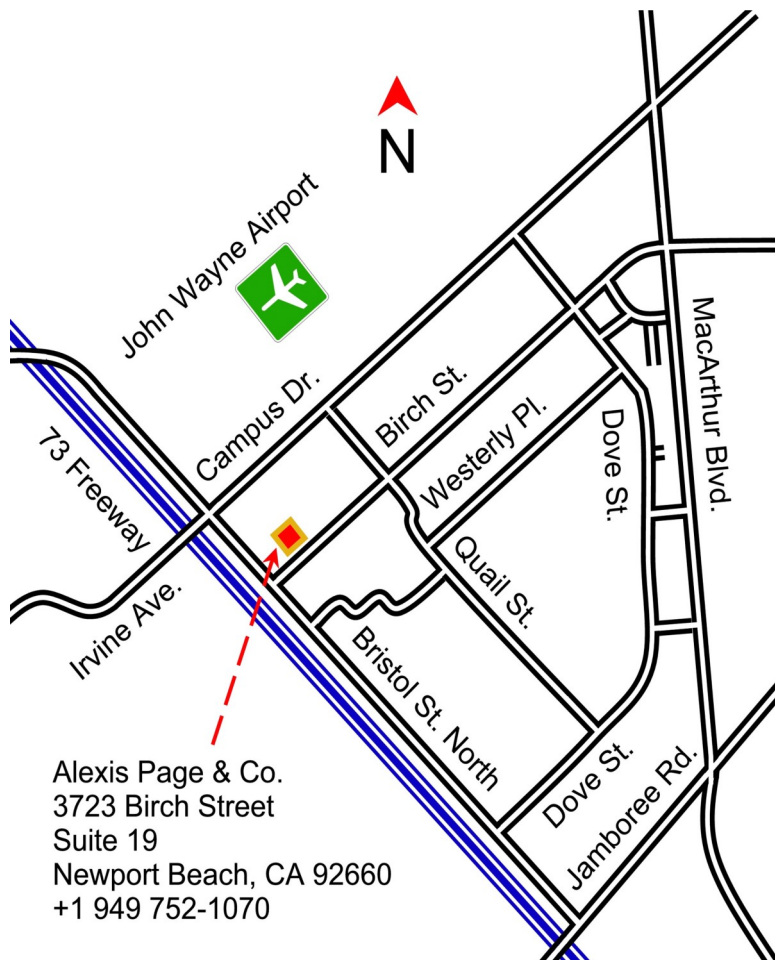 N
John Wayne Airport
Campus Dr.
Birch St.
Westerly Pl.
MacArthur Blvd.
Dove St.
73 Freeway
Irvine Ave.
Quail St.
Bristol St. North
Dove St.
Jamboree Rd.
Alexis Page & Co.
3723 Birch Street
Suite 19
Newport Beach, CA 92660
+1 949 752-1070